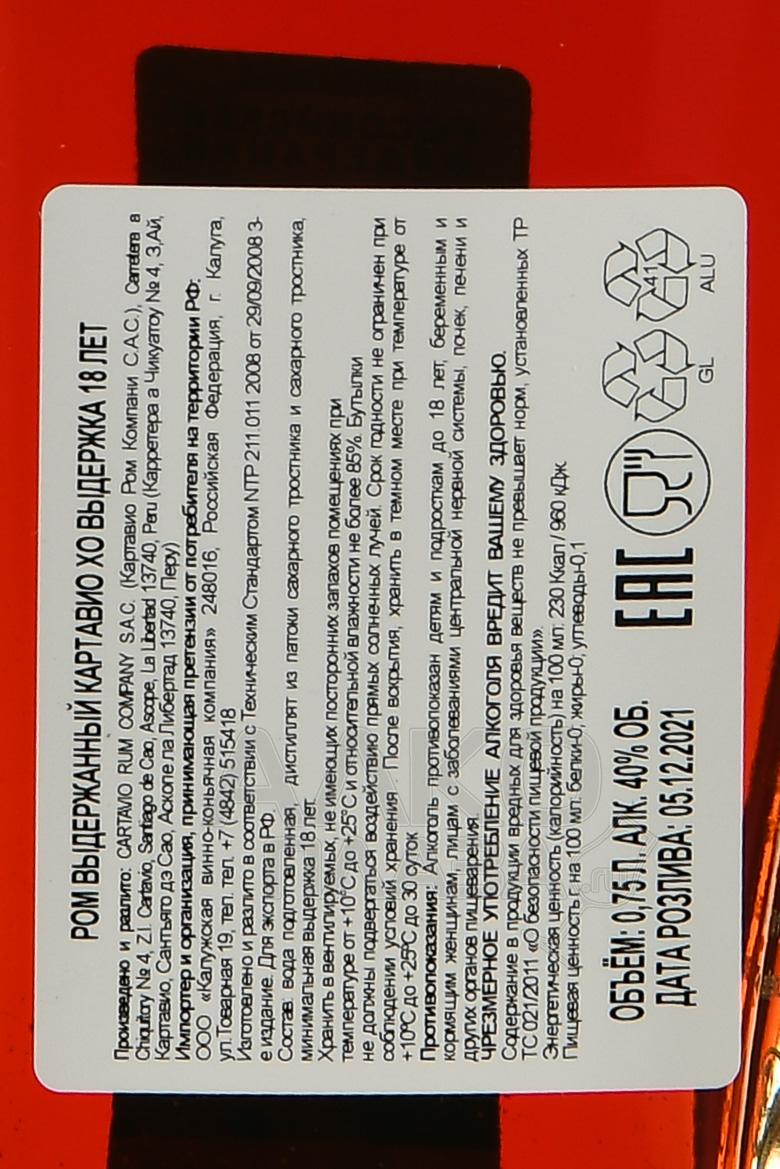 РОМ ВЫДЕРЖАННЫЙ КАРТАВИО ХО ВЫДЕРЖКА 18 ЛЕТ
Произведено и разлито: CARTAVIO RUM COMPANY S.A.C. (Картавио Ром Компани С.А.С.), Carretera a
Chiquitoy № 4, Z.I. Cartavio, Santiago de Cao, Ascope, La Libertad 13740, Peru (Карретера а Чикуатоу № 4, З,Ай,
Картавио, Сантьяго дэ Сао, Аскопе ла Либертад 13740, Перу)
Импортер и организация, принимающая претензии от потребителя на территории РФ:
ООО «Калужская винно-коньячная компания» 248016, Российская Федерация, г. Калуга,
ул.Товарная 19, тел. тел. +7 (4842) 515418
Изготовлено и разлито в соответствии с Техническим Стандартом NTP 211.011 2008 от 29/09/2008 3-
е издание. Для экспорта в РФ.
Состав: вода подготовленная, дистиллят из патоки сахарного тростника и сахарного тростника,
минимальная выдержка 18 лет.
Хранить в вентилируемых, не имеющих посторонних запахов помещениях при
температуре от +10°С до +25°С и относительной влажности не более 85%. Бутылки
не должны подвергаться воздействию прямых солнечных лучей. Срок годности не ограничен при
соблюдении условий хранения. После вскрытия, хранить в темном месте при температуре от
+10°С до +25°С до 30 суток
Противопоказания: Алкоголь противопоказан детям и подросткам до 18 лет, беременным и
кормящим женщинам, лицам с заболеваниями центральной нервной системы, почек, печени и
других органов пищеварения.
ЧРЕЗМЕРНОЕ УПОТРЕБЛЕНИЕ АЛКОГОЛЯ ВРЕДИТ ВАШЕМУ ЗДОРОВЬЮ.
Содержание в продукции вредных для здоровья веществ не превышает норм, установленных ТР
ТС 021/2011 «О безопасности пищевой продукции».
Энергетическая ценность (калорийность) на 100 мл: 230 Ккал / 960 кДж.
Пищевая ценность г. на 100 мл: белки-0; жиры-0; углеводы-0,1
ОБЪЁМ: 0,75 Л. АЛК. 40% ОБ.
ДАТА РОЗЛИВА: 05.12.2021
EAC
GL
41
ALU